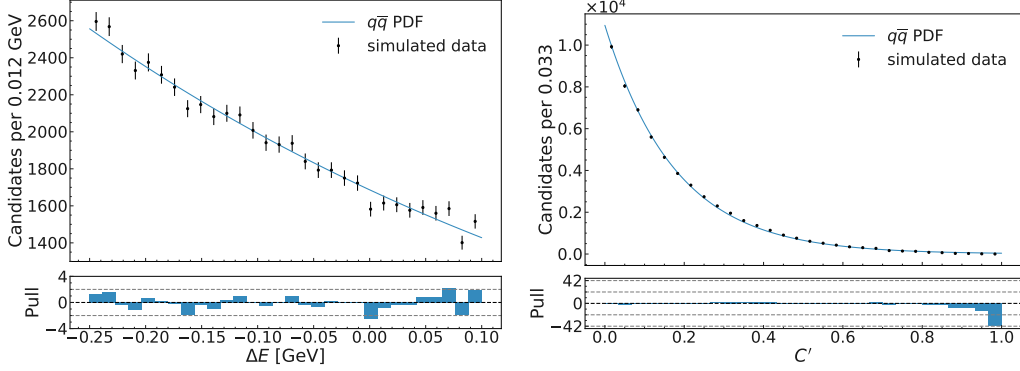 2600
2400
2200
2000
1800
1600
1400
Candidates per 0.012 GeV
qq̅ PDF
simulated data
4
0
−4
Pull
−0.25 −0.20 −0.15 −0.10 −0.05 0.00 0.05 0.10
ΔE [GeV]
1e4
1.0
0.8
0.6
0.4
0.2
0.0
Candidates per 0.033
qq̅ PDF
simulated data
42
0
−42
Pull
0.0 0.2 0.4 0.6 0.8 1.0
C′